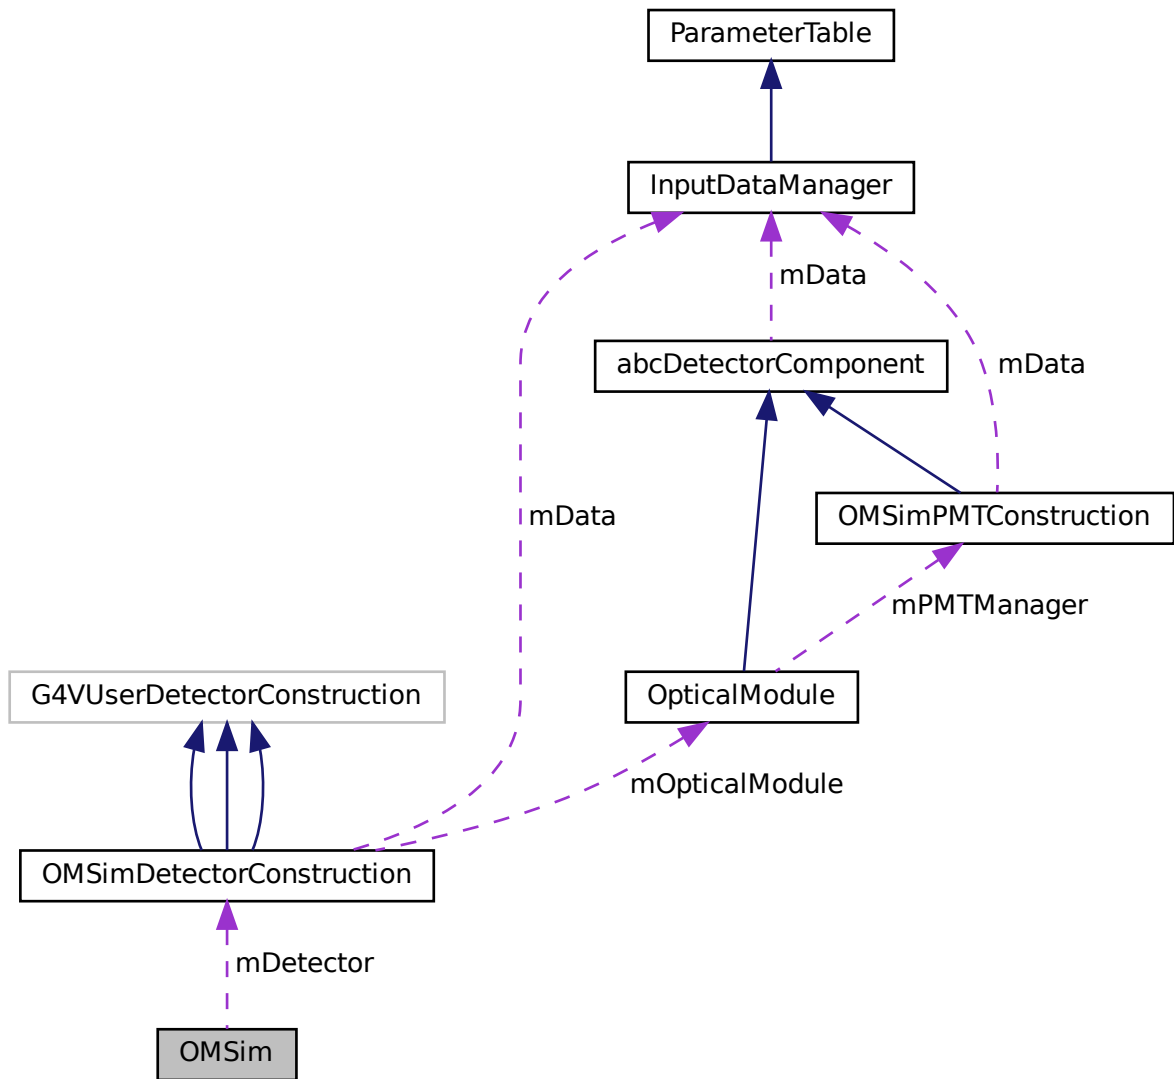 ParameterTable
InputDataManager
mData
abcDetectorComponent
mData
OMSimPMTConstruction
mData
mPMTManager
G4VUserDetectorConstruction
OpticalModule
mOpticalModule
OMSimDetectorConstruction
mDetector
OMSim